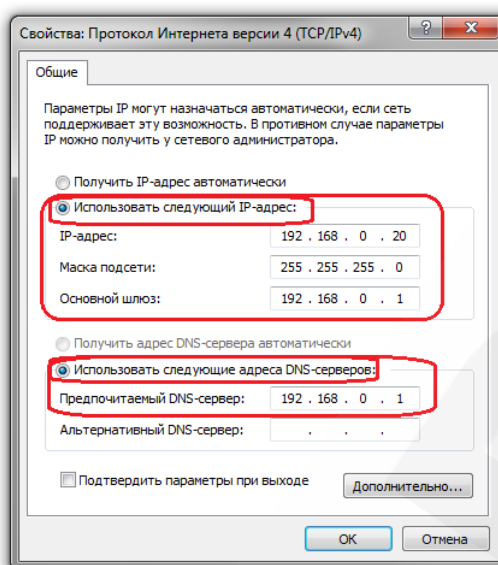 Свойства: Протокол Интернета версии 4 (TCP/IPv4)
Общие
Параметры IP могут назначаться автоматически, если сеть
поддерживает эту возможность. В противном случае параметры
IP можно получить у сетевого администратора.
Получить IP-адрес автоматически
Использовать следующий IP-адрес:
IP-адрес: 192 . 168 . 0 . 20
Маска подсети: 255 . 255 . 255 . 0
Основной шлюз: 192 . 168 . 0 . 1
Получить адрес DNS-сервера автоматически
Использовать следующие адреса DNS-серверов:
Предпочитаемый DNS-сервер: 192 . 168 . 0 . 1
Альтернативный DNS-сервер: . . .
Подтвердить параметры при выходе
Дополнительно...
OK Отмена